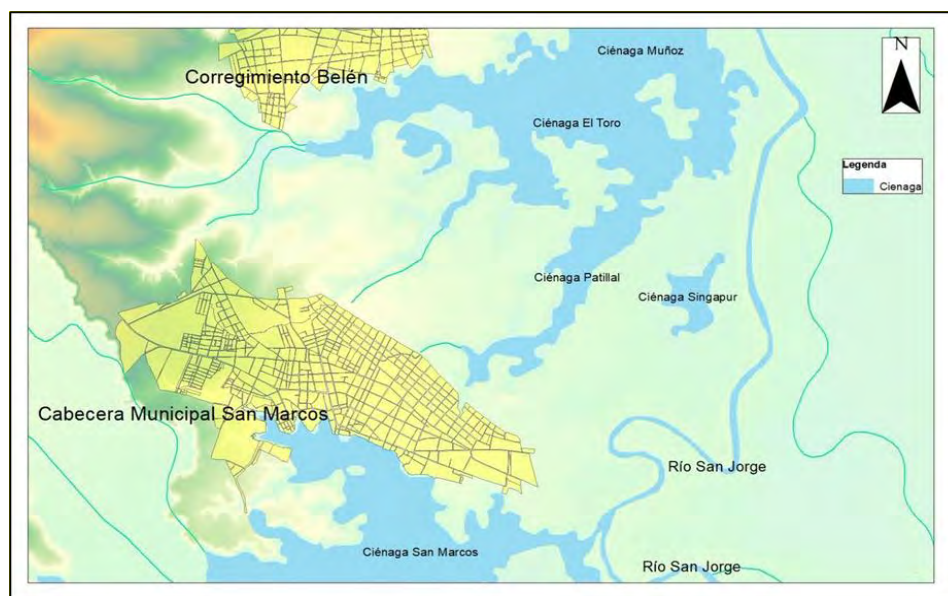 Ciénaga Muñoz
N
Corregimiento Belén
Ciénaga El Toro
Legenda
Cienaga
Ciénaga Patillal
Ciénaga Singapur
Cabecera Municipal San Marcos
Río San Jorge
Ciénaga San Marcos
Río San Jorge